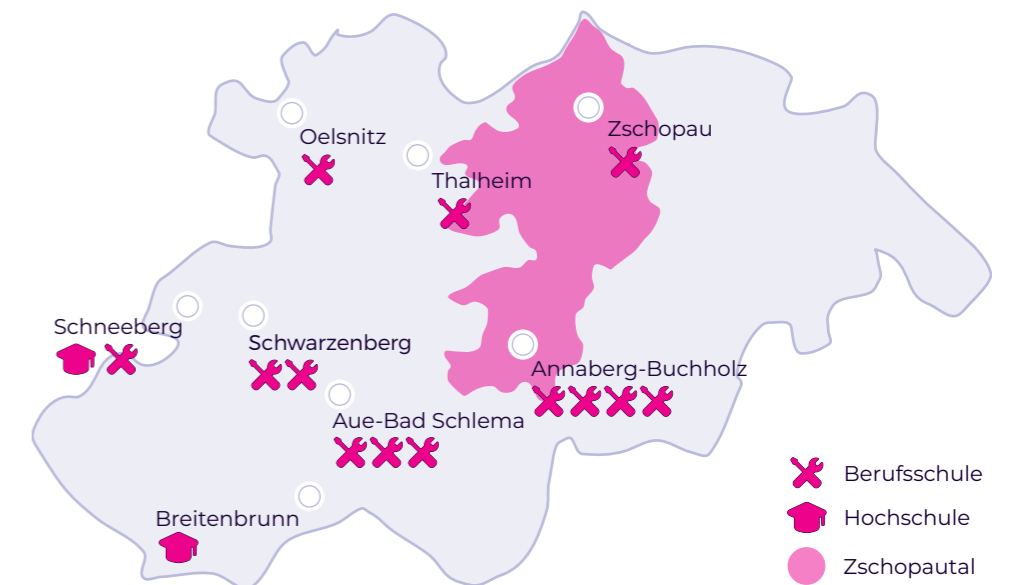 Oelsnitz
Zschopau
Thalheim
Schneeberg
Schwarzenberg
Annaberg-Buchholz
Aue-Bad Schlema
Breitenbrunn
Berufsschule
Hochschule
Zschopautal